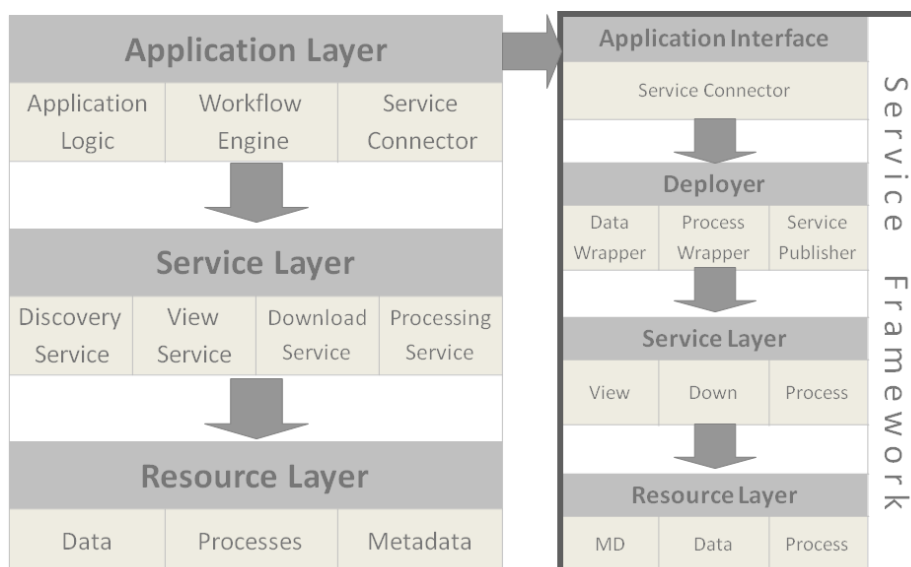 Application Layer
Application Logic
Workflow Engine
Service Connector
Service Layer
Discovery Service
View Service
Download Service
Processing Service
Resource Layer
Data
Processes
Metadata
Application Interface
Service Connector
Deployer
Data Wrapper
Process Wrapper
Service Publisher
Service Layer
View
Down
Process
Resource Layer
MD
Data
Process
Service Framework